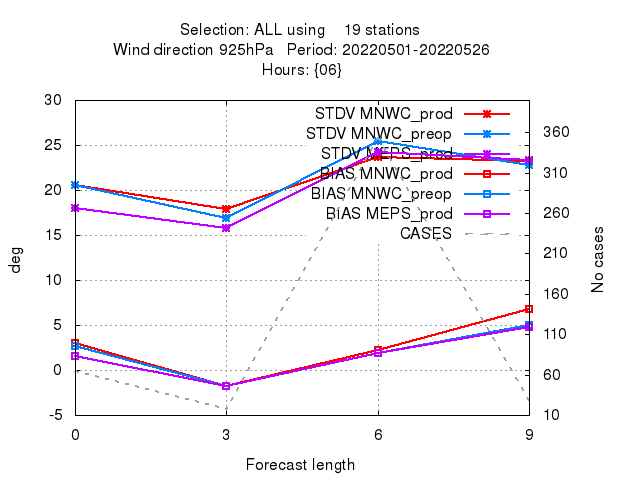 Selection: ALL using    19 stations
Wind direction 925hPa   Period: 20220501-20220526
Hours: {06}
30
25
20
15
10
5
0
-5
deg
STDV MNWC_prod
STDV MNWC_preop
STDV MEPS_prod
BIAS MNWC_prod
BIAS MNWC_preop
BIAS MEPS_prod
CASES
360
310
260
210
160
110
60
10
No cases
0 3 6 9
Forecast length